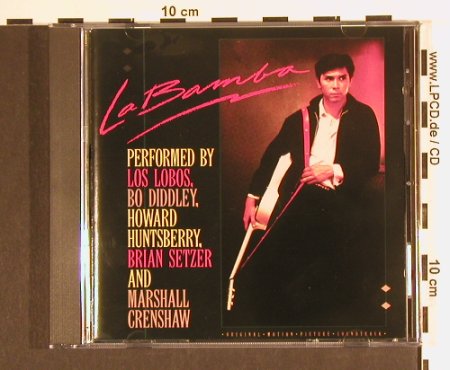 10 cm
La Bamba
PERFORMED BY
LOS LOBOS,
BO DIDDLEY,
HOWARD
HUNTSBERRY,
BRIAN SETZER
AND
MARSHALL
CRENSHAW
• ORIGINAL • MOTION • PICTURE • SOUNDTRACK •
www.LPCD.de / CD
10 cm